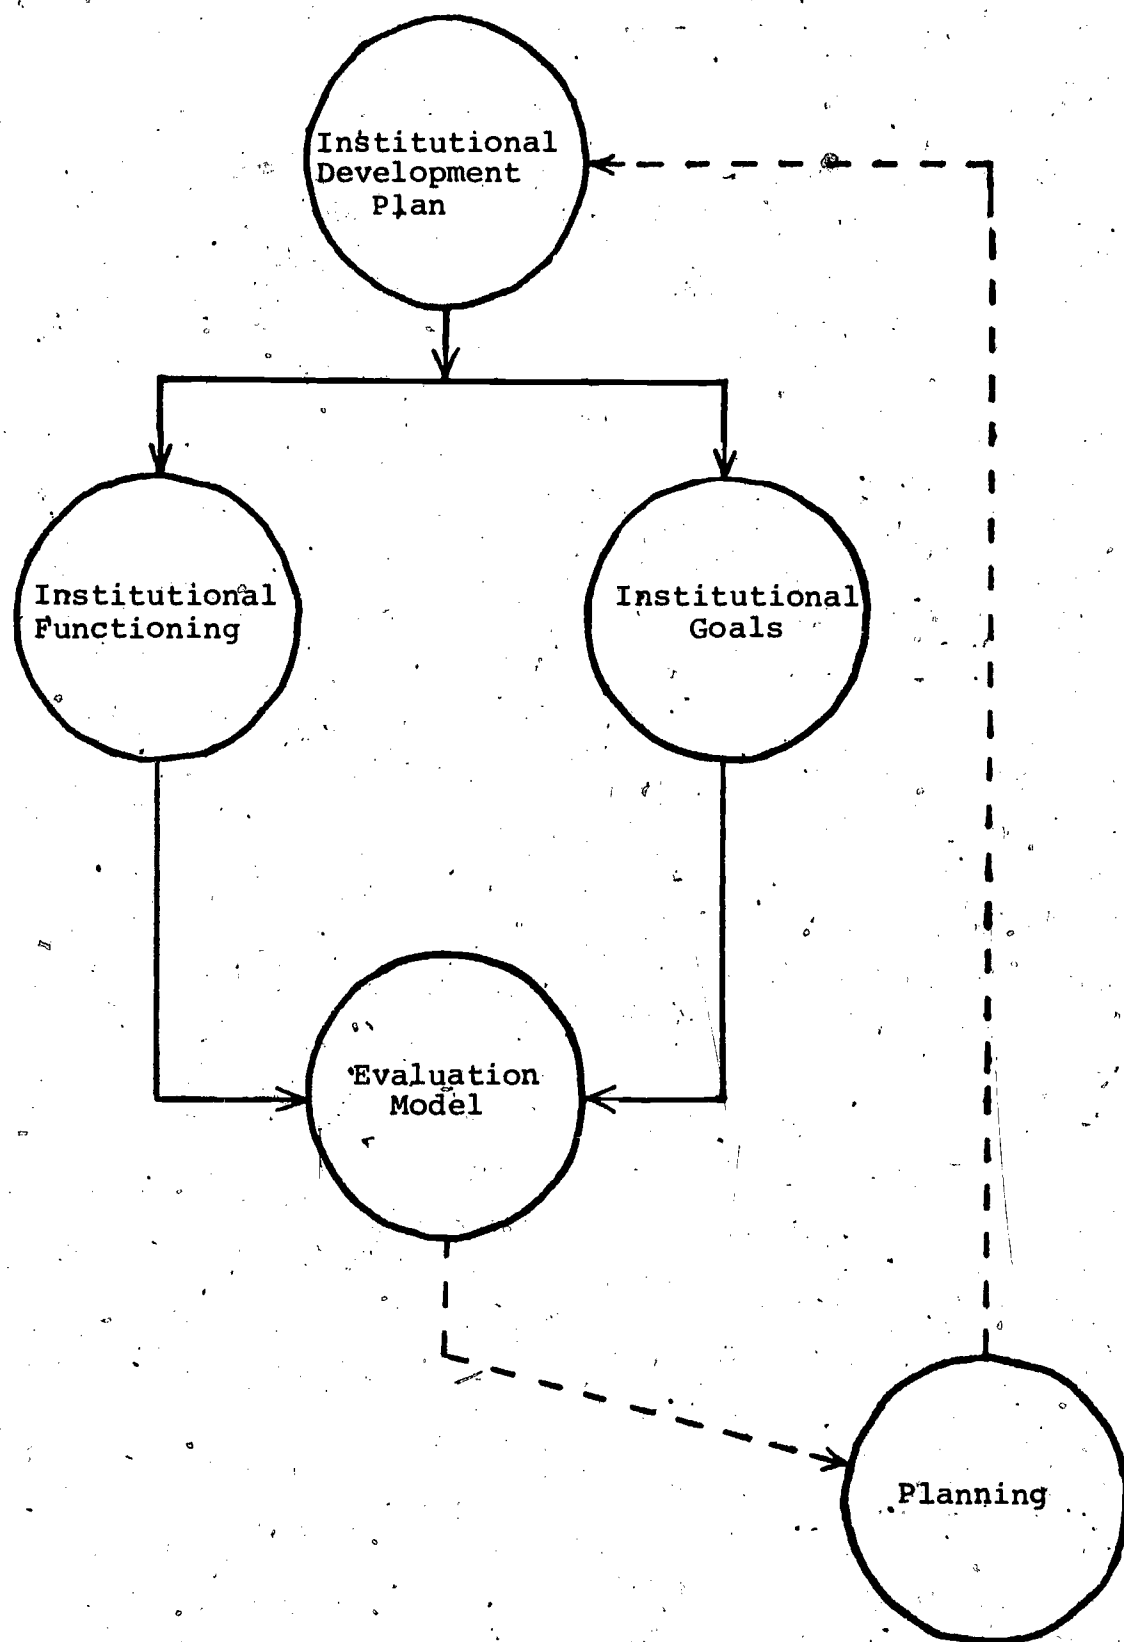 Institutional
Development
Plan
Institutional
Functioning
Institutional
Goals
Evaluation
Model
Planning